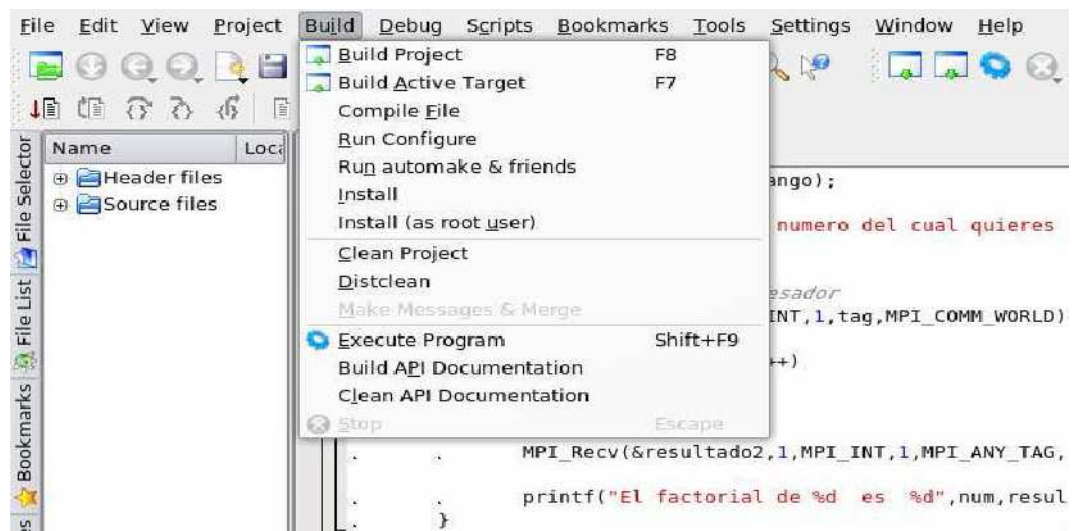 File Edit View Project Build Debug Scripts Bookmarks Tools Settings Window Help
Build Project F8
Build Active Target F7
Compile File
Run Configure
Run automake & friends
Install
Install (as root user)
Clean Project
Distclean
Make Messages & Merge
Execute Program Shift+F9
Build API Documentation
Clean API Documentation
Stop Escape
File Selector
File List
Bookmarks
Name
Header files
Source files
ango);
numero del cual quieres
esador
INT,1,tag,MPI_COMM_WORLD)
++)
MPI_Recv(&resultado2,1,MPI_INT,1,MPI_ANY_TAG,
printf("El factorial de %d es %d",num,resul
}